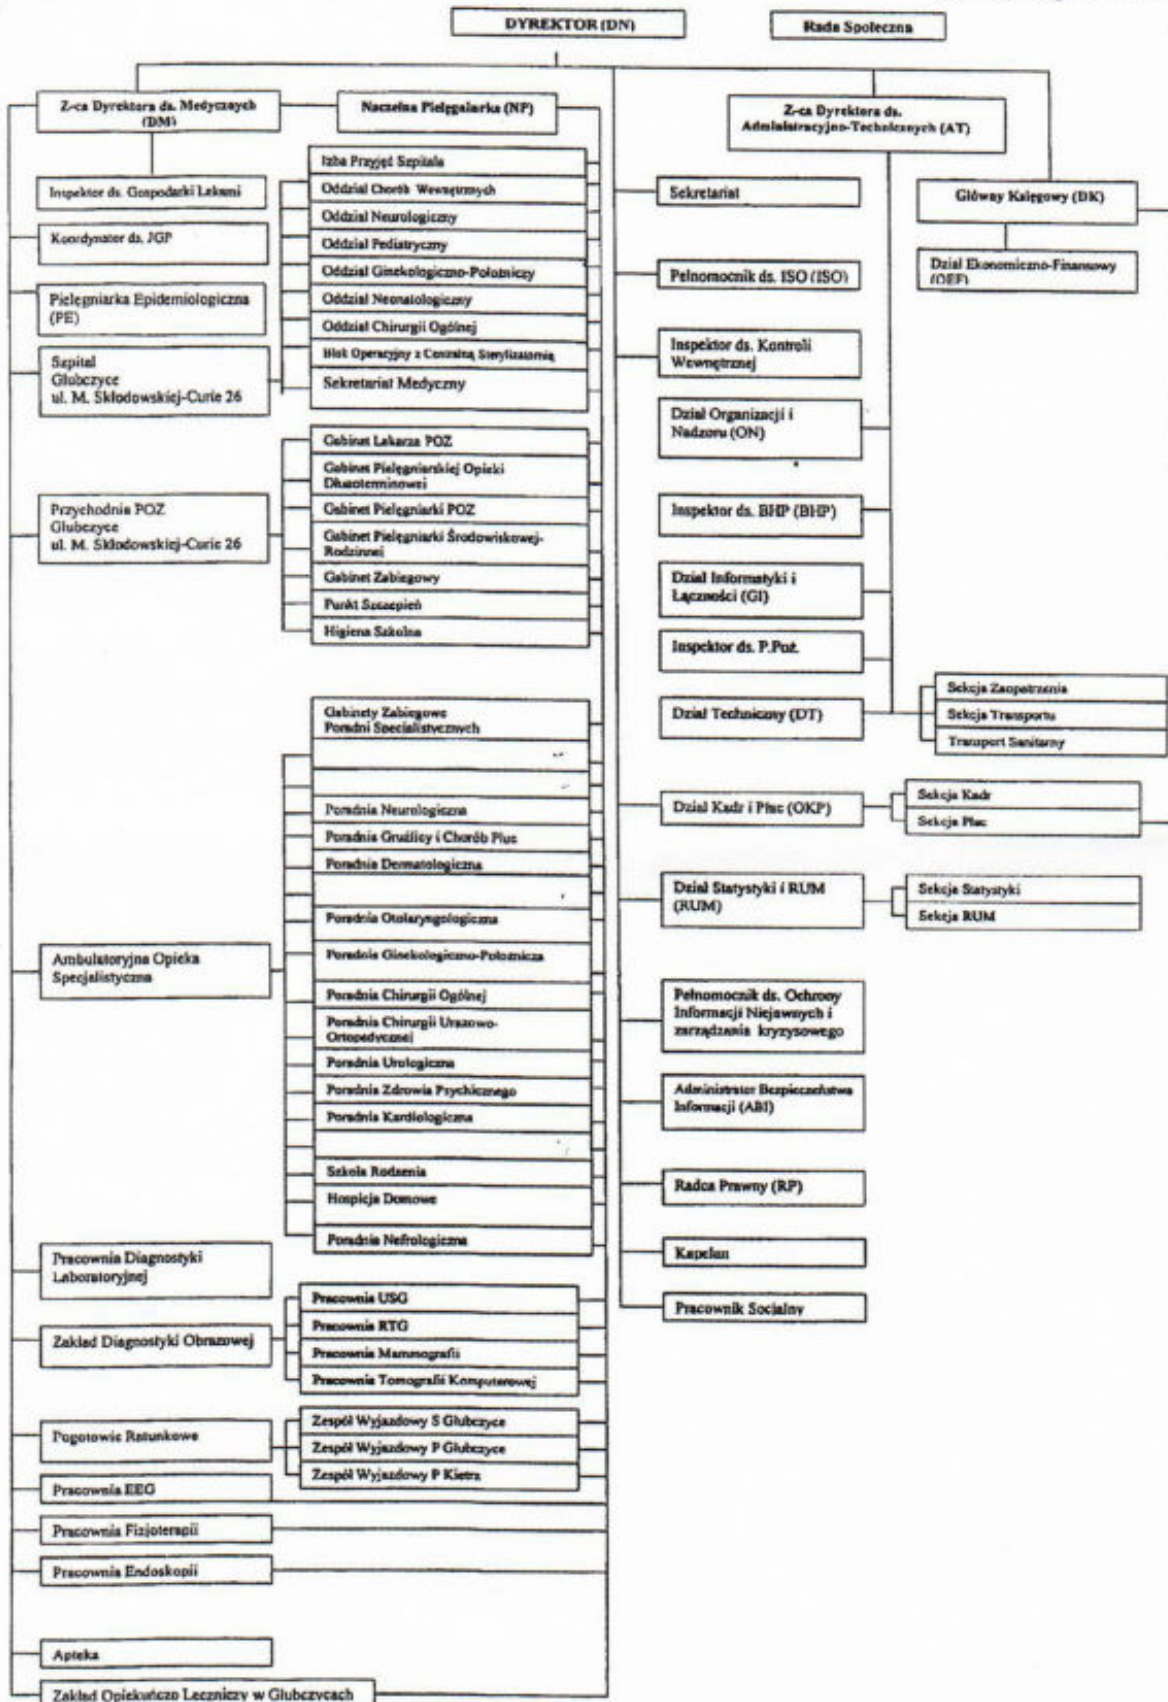 DYREKTOR (DN)
Rada Społeczna
Z-ca Dyrektora ds. Medycznych
(DM)
Naczelna Pielęgniarka (NP)
Z-ca Dyrektora ds.
Administracyjno-Technicznych (AT)
Inspektor ds. Gospodarki Lekami
Koordynator ds. JGP
Pielęgniarka Epidemiologiczna
(PE)
Szpital
Głubczyce
ul. M. Skłodowskiej-Curie 26
Izba Przyjęć Szpitala
Oddział Chorób Wewnętrznych
Oddział Neurologiczny
Oddział Pediatryczny
Oddział Ginekologiczno-Położniczy
Oddział Neonatologiczny
Oddział Chirurgii Ogólnej
Blok Operacyjny z Centralną Sterylizatornią
Sekretariat Medyczny
Przychodnia POZ
Głubczyce
ul. M. Skłodowskiej-Curie 26
Gabinet Lekarza POZ
Gabinet Pielęgniarskiej Opieki
Długoterminowej
Gabinet Pielęgniarki POZ
Gabinet Pielęgniarki Środowiskowej-
Rodzinnej
Gabinet Zabiegowy
Punkt Szczepień
Higiena Szkolna
Ambulatoryjna Opieka
Specjalistyczna
Gabinety Zabiegowe
Poradni Specjalistycznych
Poradnia Neurologiczna
Poradnia Gruźlicy i Chorób Płuc
Poradnia Dermatologiczna
Poradnia Otolaryngologiczna
Poradnia Ginekologiczno-Położnicza
Poradnia Chirurgii Ogólnej
Poradnia Chirurgii Urazowo-
Ortopedycznej
Poradnia Urologiczna
Poradnia Zdrowia Psychicznego
Poradnia Kardiologiczna
Szkoła Rodzenia
Hospicja Domowe
Poradnia Nefrologiczna
Pracownia Diagnostyki
Laboratoryjnej
Zakład Diagnostyki Obrazowej
Pracownia USG
Pracownia RTG
Pracownia Mammografii
Pracownia Tomografii Komputerowej
Pogotowie Ratunkowe
Zespół Wyjazdowy S Głubczyce
Zespół Wyjazdowy P Głubczyce
Zespół Wyjazdowy P Kietrz
Pracownia EEG
Pracownia Fizjoterapii
Pracownia Endoskopii
Apteka
Zakład Opiekuńczo Leczniczy w Głubczycach
Sekretariat
Pełnomocnik ds. ISO (ISO)
Inspektor ds. Kontroli
Wewnętrznej
Dział Organizacji i
Nadzoru (ON)
Inspektor ds. BHP (BHP)
Dział Informatyki i
Łączności (GI)
Inspektor ds. P.Poż.
Dział Techniczny (DT)
Sekcja Zaopatrzenia
Sekcja Transportu
Transport Sanitarny
Dział Kadr i Płac (OKP)
Sekcja Kadr
Sekcja Płac
Dział Statystyki i RUM
(RUM)
Sekcja Statystyki
Sekcja RUM
Pełnomocnik ds. Ochrony
Informacji Niejawnych i
zarządzania kryzysowego
Administrator Bezpieczeństwa
Informacji (ABI)
Radca Prawny (RP)
Kapelan
Pracownik Socjalny
Główny Księgowy (DK)
Dział Ekonomiczno-Finansowy
(OEF)